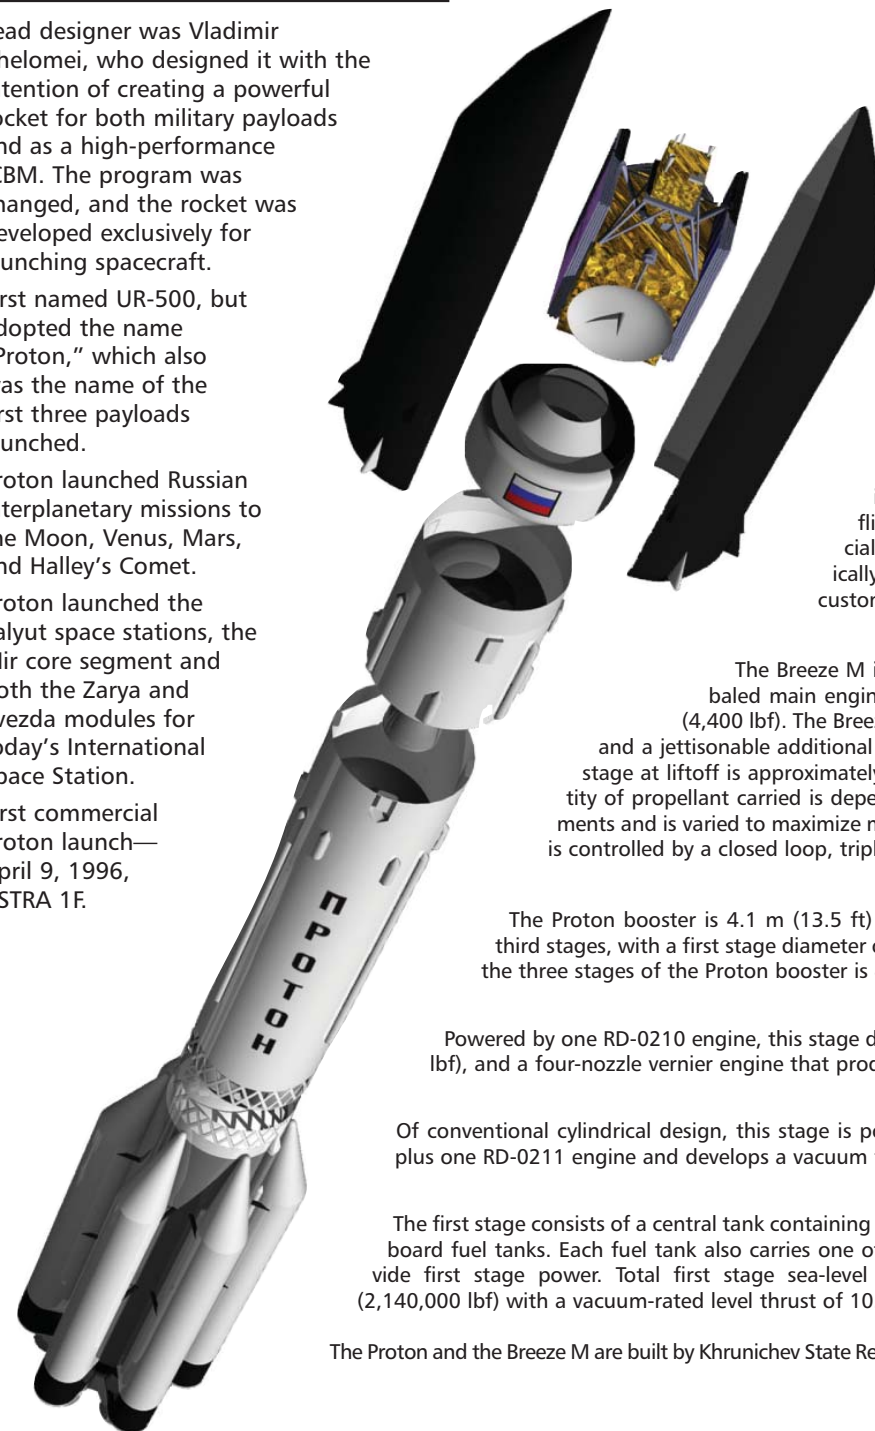 ead designer was Vladimir
helomei, who designed it with the
tention of creating a powerful
ocket for both military payloads
nd as a high-performance
CBM. The program was
hanged, and the rocket was
eveloped exclusively for
unching spacecraft.
rst named UR-500, but
dopted the name
Proton,” which also
as the name of the
rst three payloads
unched.
roton launched Russian
terplanetary missions to
he Moon, Venus, Mars,
nd Halley’s Comet.
roton launched the
alyut space stations, the
ir core segment and
oth the Zarya and
vezda modules for
oday’s International
pace Station.
rst commercial
roton launch—
pril 9, 1996,
STRA 1F.
ПРОТОН
i
fli
cial
ically
custor
The Breeze M i
baled main engin
(4,400 lbf). The Breez
and a jettisonable additional
stage at liftoff is approximately
tity of propellant carried is depe
ments and is varied to maximize m
is controlled by a closed loop, tripl
The Proton booster is 4.1 m (13.5 ft)
third stages, with a first stage diameter o
the three stages of the Proton booster is
Powered by one RD-0210 engine, this stage d
lbf), and a four-nozzle vernier engine that prod
Of conventional cylindrical design, this stage is po
plus one RD-0211 engine and develops a vacuum t
The first stage consists of a central tank containing
board fuel tanks. Each fuel tank also carries one of
vide first stage power. Total first stage sea-level
(2,140,000 lbf) with a vacuum-rated level thrust of 10
The Proton and the Breeze M are built by Khrunichev State Re